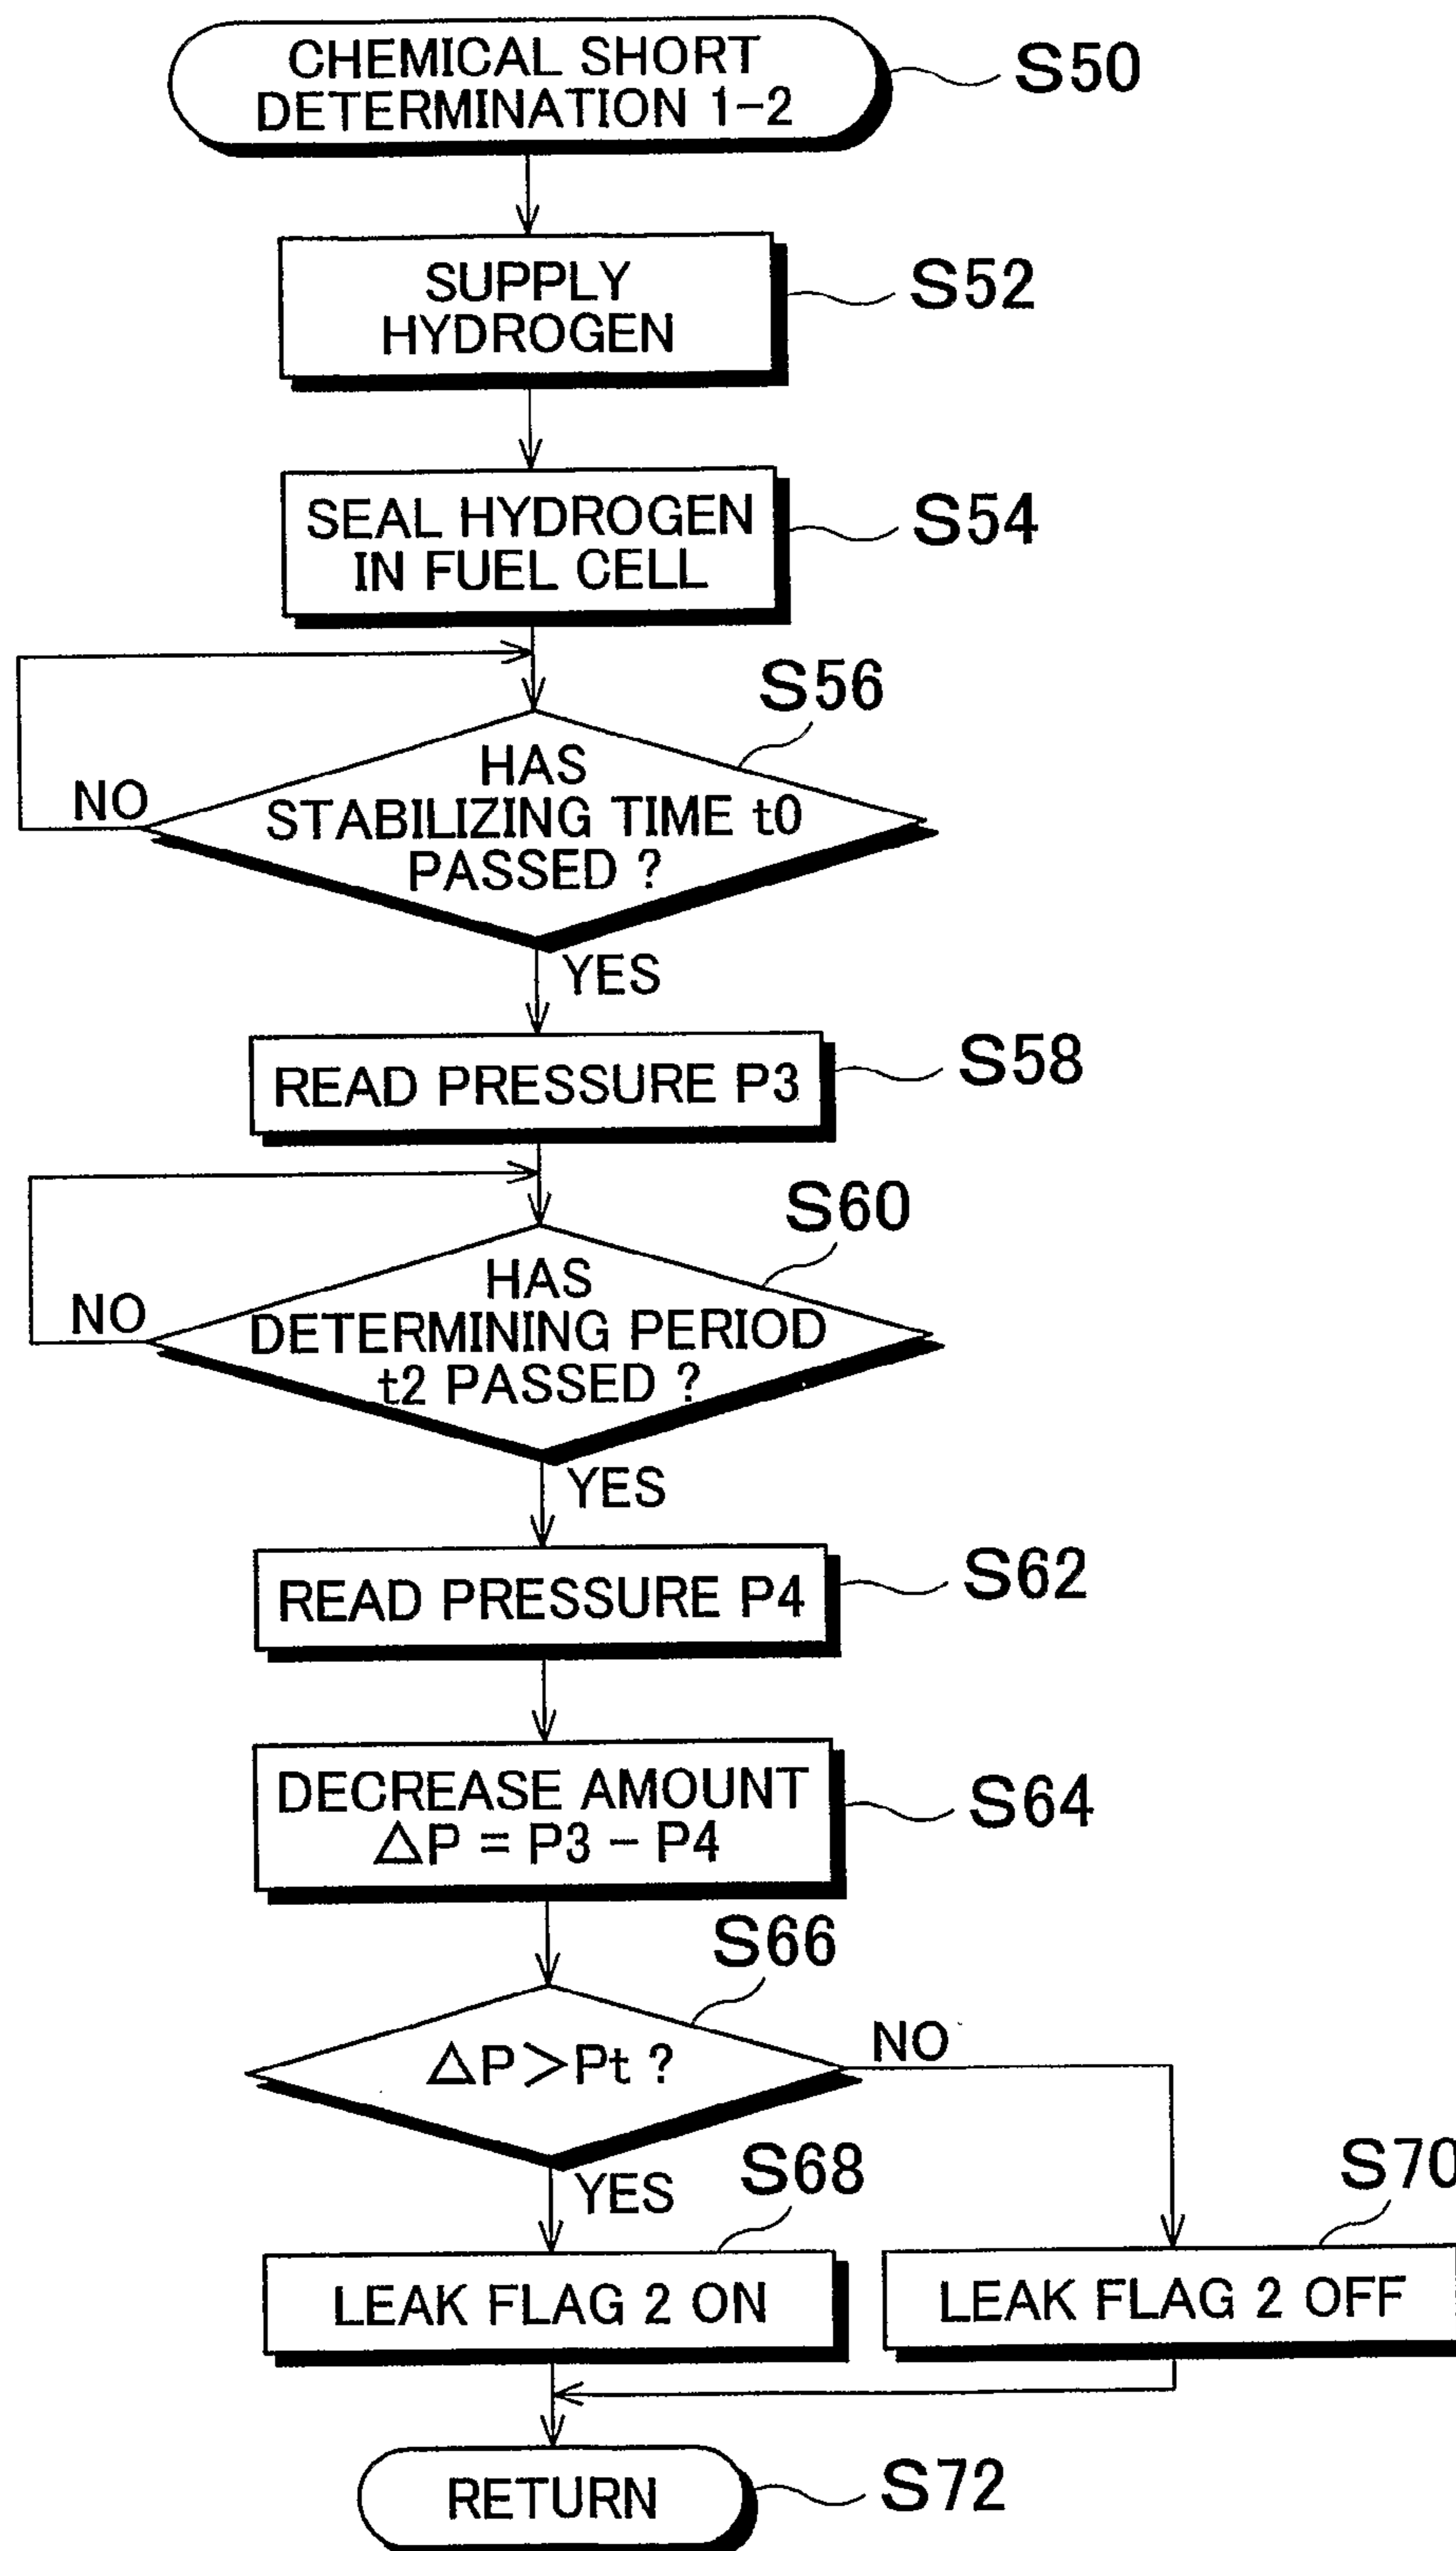 CHEMICAL SHORT
DETERMINATION 1-2
S50
SUPPLY
HYDROGEN
S52
SEAL HYDROGEN
IN FUEL CELL
S54
S56
HAS
STABILIZING TIME t0
PASSED ?
NO
YES
READ PRESSURE P3
S58
S60
HAS
DETERMINING PERIOD
t2 PASSED ?
NO
YES
READ PRESSURE P4
S62
DECREASE AMOUNT
△P = P3 - P4
S64
S66
△P>Pt ?
NO
YES
S68
S70
LEAK FLAG 2 ON
LEAK FLAG 2 OFF
RETURN
S72